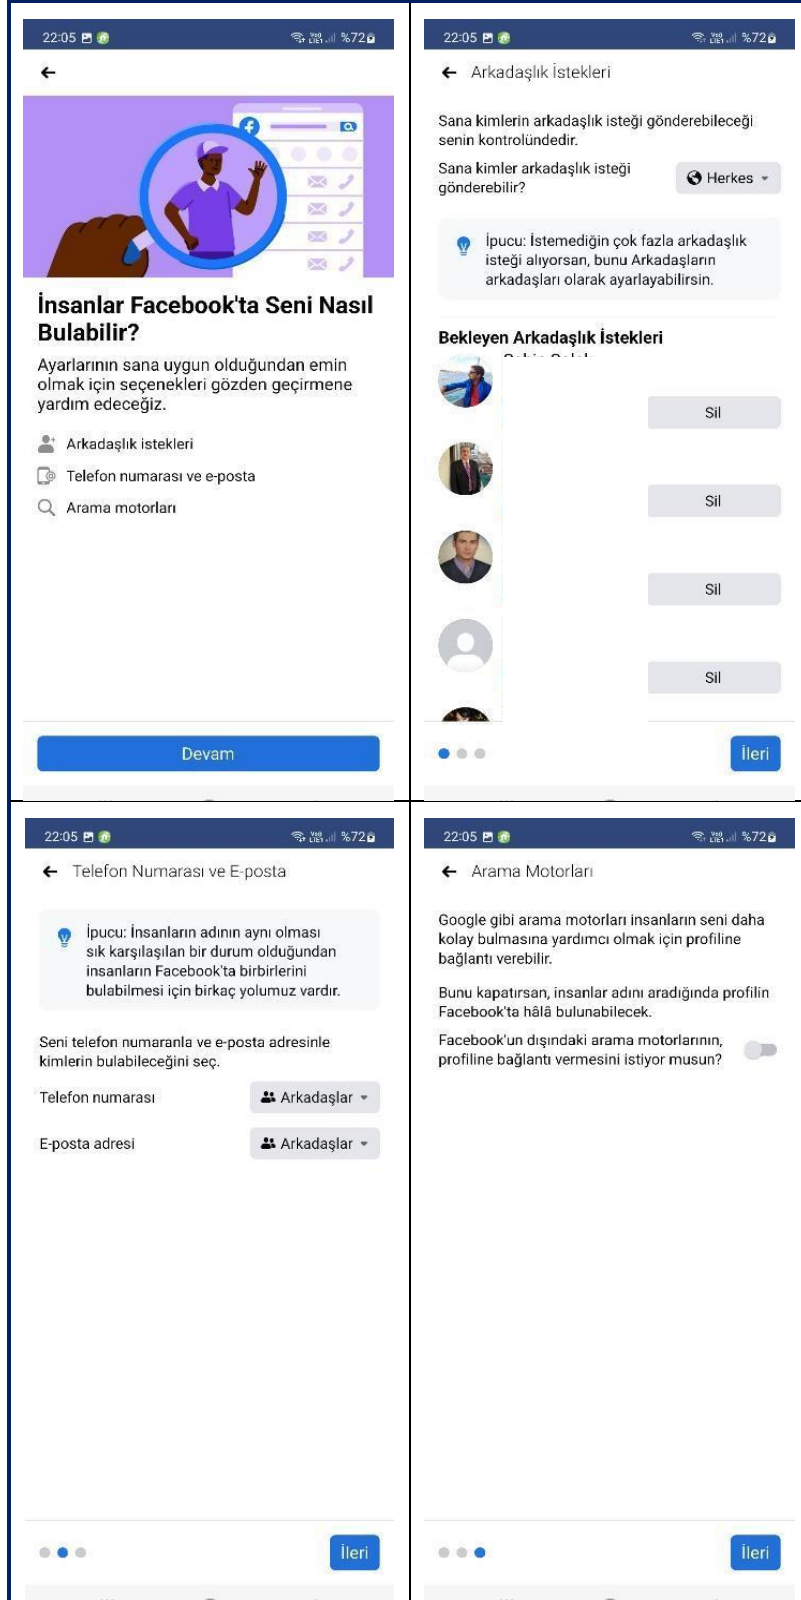 22:05
%72
İnsanlar Facebook'ta Seni Nasıl
Bulabilir?
Ayarlarının sana uygun olduğundan emin
olmak için seçenekleri gözden geçirmene
yardım edeceğiz.
Arkadaşlık istekleri
Telefon numarası ve e-posta
Arama motorları
Devam
22:05
%72
Arkadaşlık İstekleri
Sana kimlerin arkadaşlık isteği gönderebileceği
senin kontrolündedir.
Sana kimler arkadaşlık isteği
gönderebilir?
Herkes
İpucu: İstemediğin çok fazla arkadaşlık
isteği alıyorsan, bunu Arkadaşların
arkadaşları olarak ayarlayabilirsin.
Bekleyen Arkadaşlık İstekleri
Sil
Sil
Sil
Sil
İleri
22:05
%72
Telefon Numarası ve E-posta
İpucu: İnsanların adının aynı olması
sık karşılaşılan bir durum olduğundan
insanların Facebook'ta birbirlerini
bulabilmesi için birkaç yolumuz vardır.
Seni telefon numaranla ve e-posta adresinle
kimlerin bulabileceğini seç.
Telefon numarası
Arkadaşlar
E-posta adresi
Arkadaşlar
İleri
22:05
%72
Arama Motorları
Google gibi arama motorları insanların seni daha
kolay bulmasına yardımcı olmak için profiline
bağlantı verebilir.
Bunu kapatırsan, insanlar adını aradığında profilin
Facebook'ta hâlâ bulunabilecek.
Facebook'un dışındaki arama motorlarının,
profiline bağlantı vermesini istiyor musun?
İleri